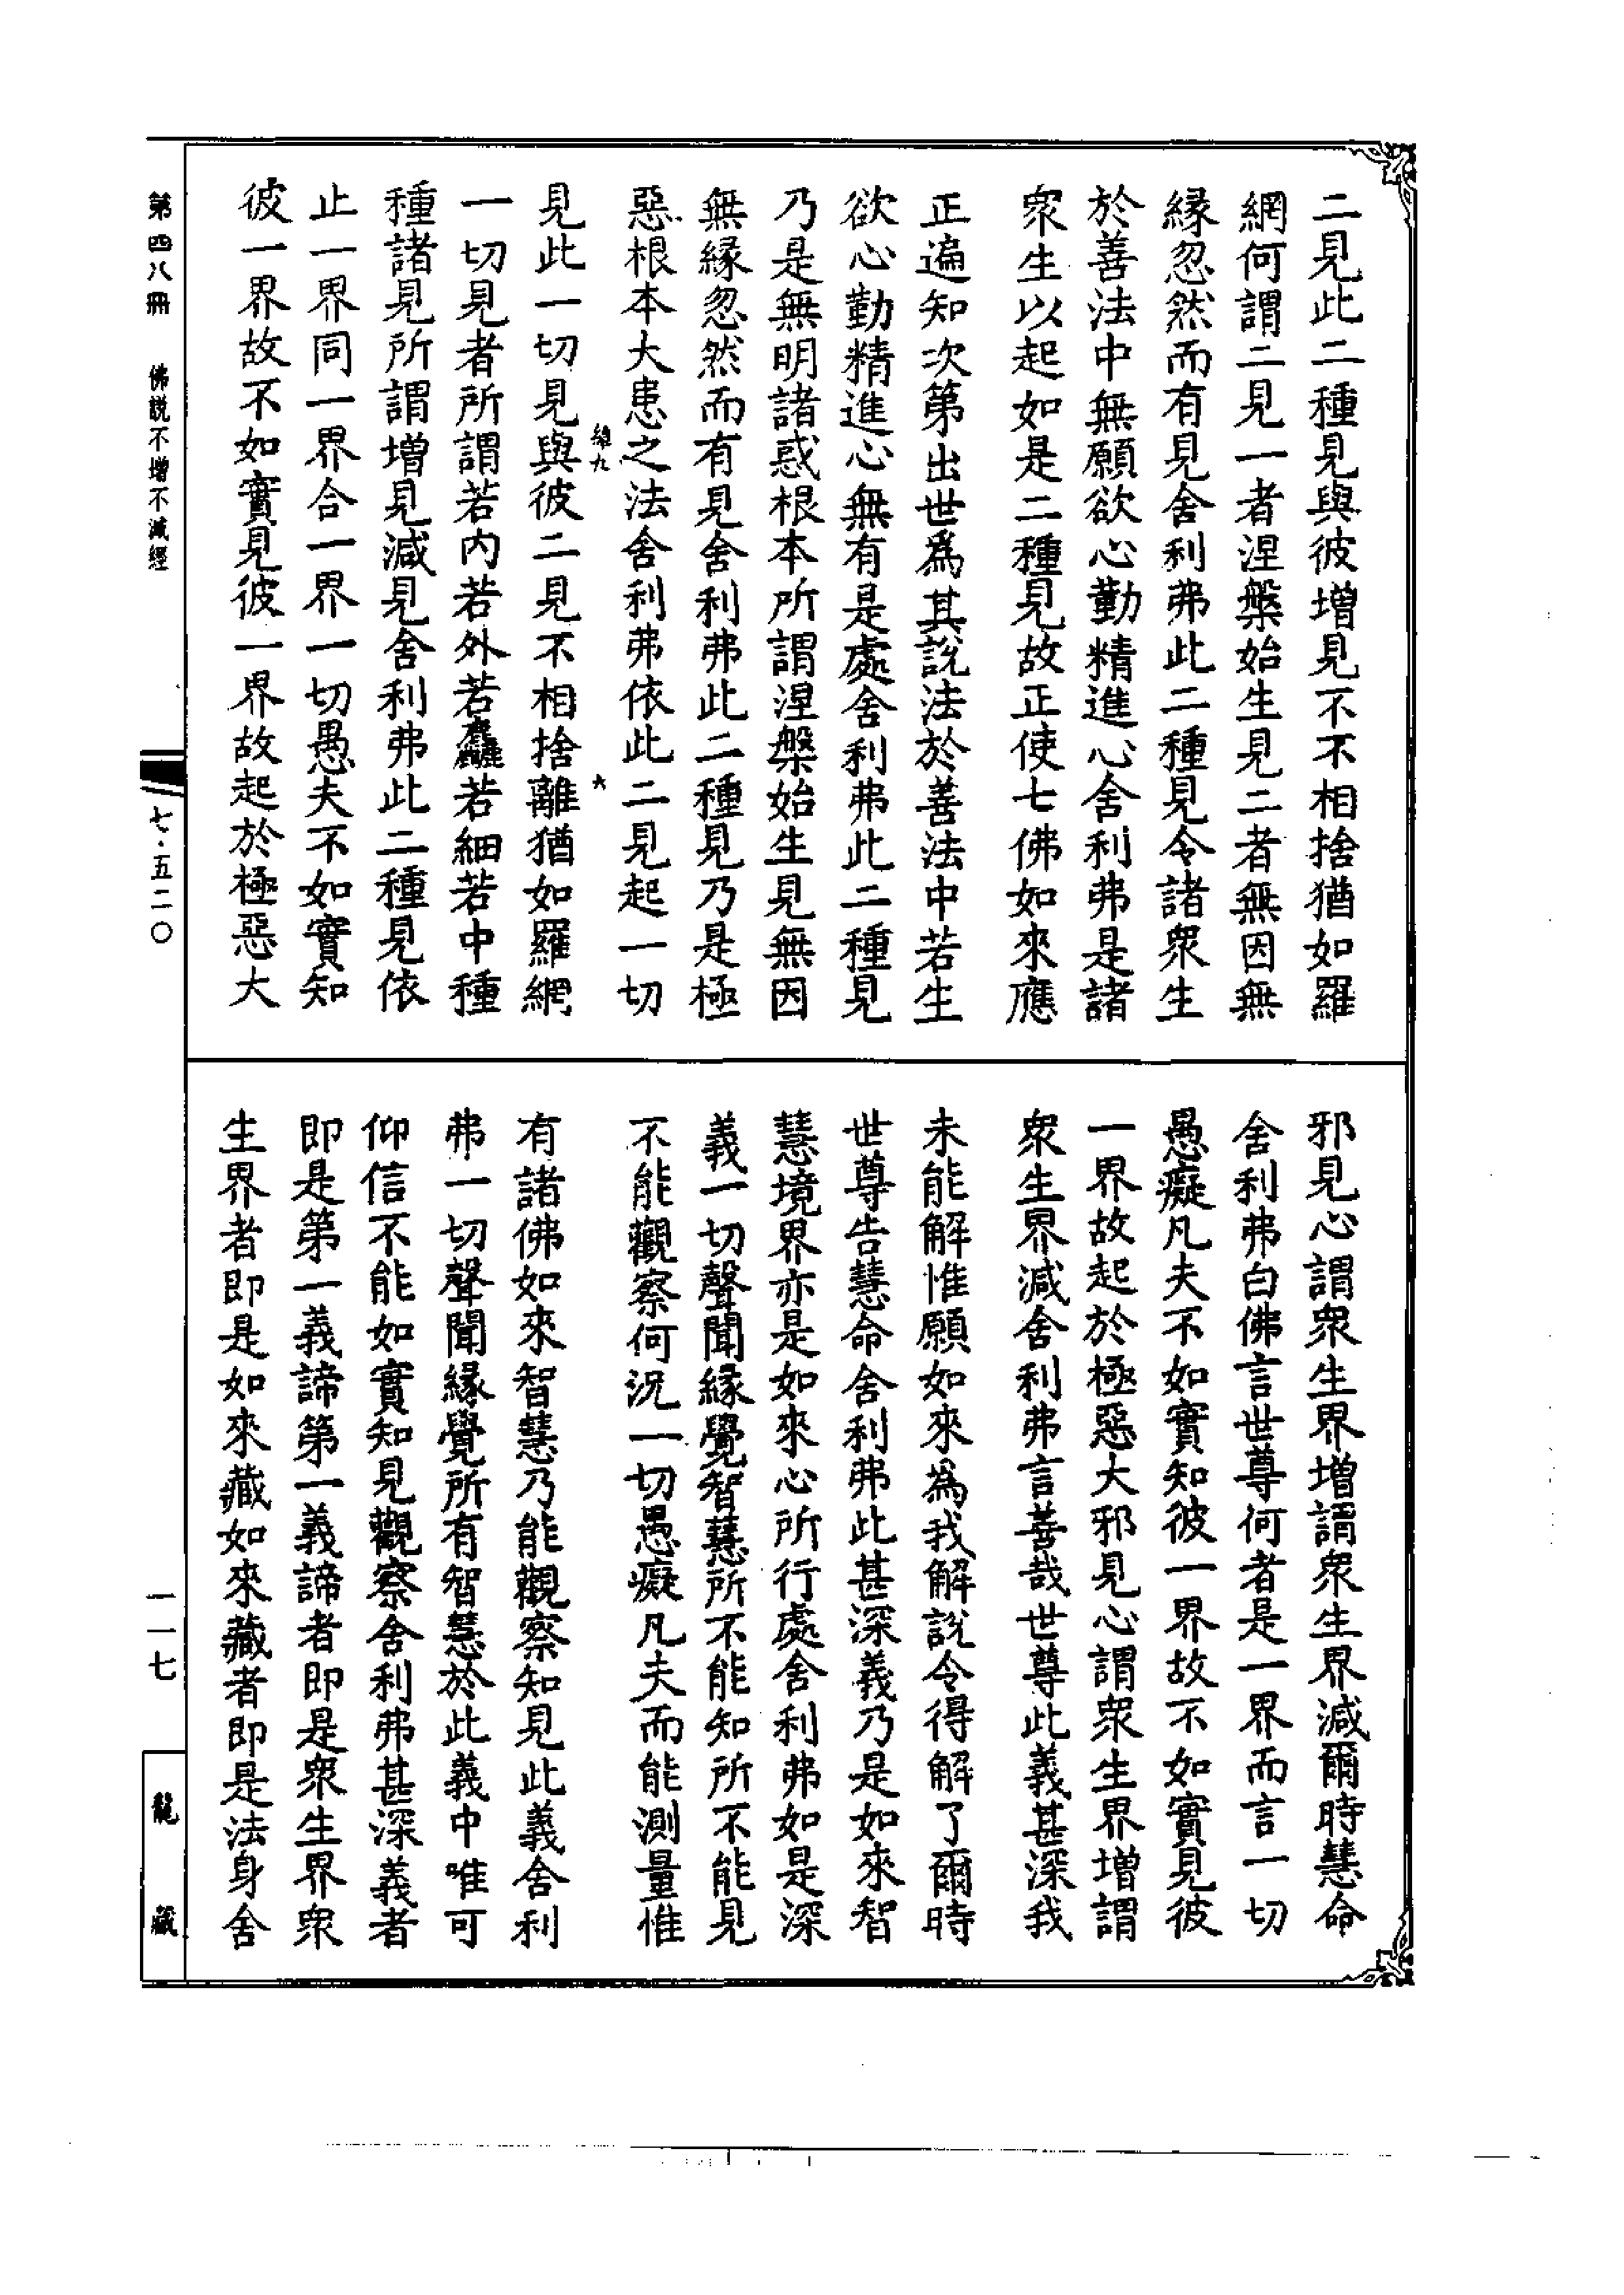 二見此二種見與彼增見不不相捨猶如羅
網何謂二見一者涅槃始生見二者無因無
緣忽然而有見舍利弗此二種見令諸衆生
於善法中無願欲心勤精進心舍利弗是諸
衆生以起如是二種見故正使七佛如來應
正遍知次第出世爲其說法於善法中若生
欲心勤精進心無有是處舍利弗此二種見
乃是無明諸惑根本所謂涅槃始生見無因
無緣忽然而有見舍利弗此二種見乃是極
惡根本大患之法舍利弗依此二見起一切
維九
六
見此一切見與彼二見不相捨離猶如羅網
一切見者所謂若內若外若麤若細若中種
種諸見所謂增見減見舍利弗此二種見依
止一界同一界合一界一切愚夫不如實知
彼一界故不如實見彼一界故起於極惡大
邪見心謂衆生界增謂衆生界減爾時慧命
舍利弗白佛言世尊何者是一界而言一切
愚癡凡夫不如實知彼一界故不如實見彼
一界故起於極惡大邪見心謂衆生界增謂
衆生界減舍利弗言善哉世尊此義甚深我
未能解惟願如來為我解說令得解了爾時
世尊告慧命舍利弗此甚深義乃是如來智
慧境界亦是如來心所行處舍利弗如是深
義一切聲聞緣覺智慧所不能知所不能見
不能觀察何況一切愚癡凡夫而能測量惟
有諸佛如來智慧乃能觀察知見此義舍利
弗一切聲聞緣覺所有智慧於此義中唯可
仰信不能如實知見觀察舍利弗甚深義者
即是第一義諦第一義諦者即是衆生界衆
生界者即是如來藏如來藏者即是法身舍
第四八冊 佛說不增不減經
七·五二〇
一一七
龍藏